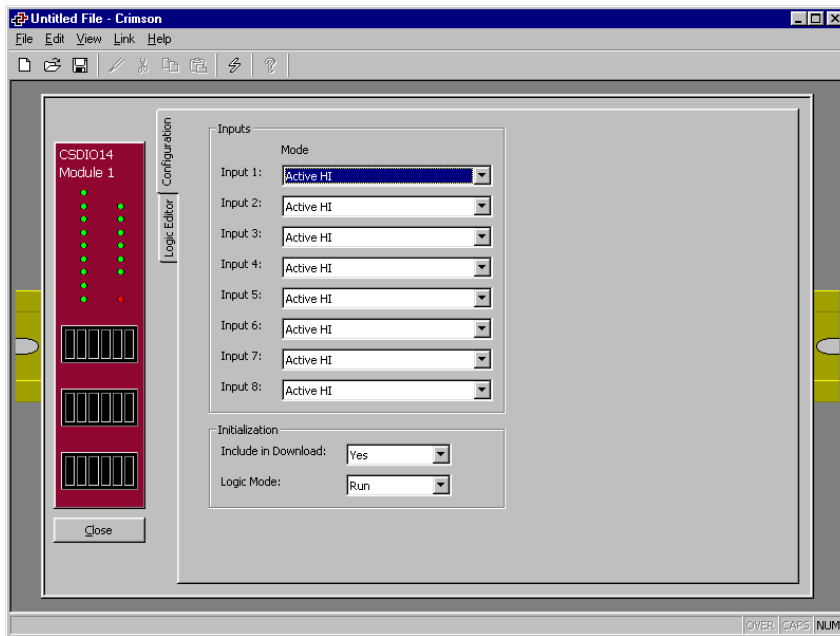 Untitled File - Crimson
File Edit View Link Help
CSDIO14
Module 1
Configuration
Logic Editor
Inputs
Mode
Input 1: Active HI
Input 2: Active HI
Input 3: Active HI
Input 4: Active HI
Input 5: Active HI
Input 6: Active HI
Input 7: Active HI
Input 8: Active HI
Initialization
Include in Download: Yes
Logic Mode: Run
Close
OVER CAPS NUM